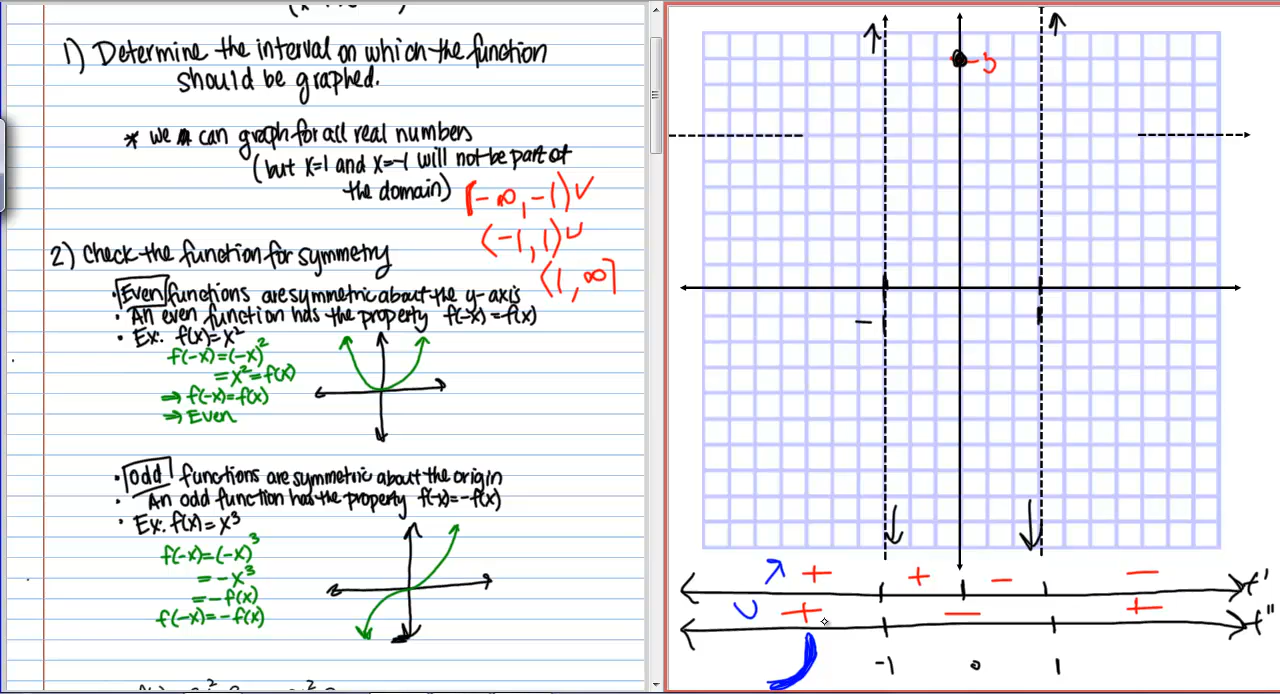 1) Determine the interval on which the function
should be graphed.
* we can graph for all real numbers
(but x=1 and x=-1 will not be part of
the domain)
(-∞, -1) ∪
(-1, 1) ∪
(1, ∞)
2) Check the function for symmetry
• Even functions are symmetric about the y-axis
• An even function has the property f(-x)=f(x)
• Ex: f(x)=x²
f(-x)=(-x)²
=x²=f(x)
⇒ f(-x)=f(x)
⇒ Even
• Odd functions are symmetric about the origin
• An odd function has the property f(-x)=-f(x)
• Ex: f(x)=x³
f(-x)=(-x)³
=-x³
=-f(x)
f(-x)=-f(x)
+ + - - f'
+ - + f"
-1 0 1